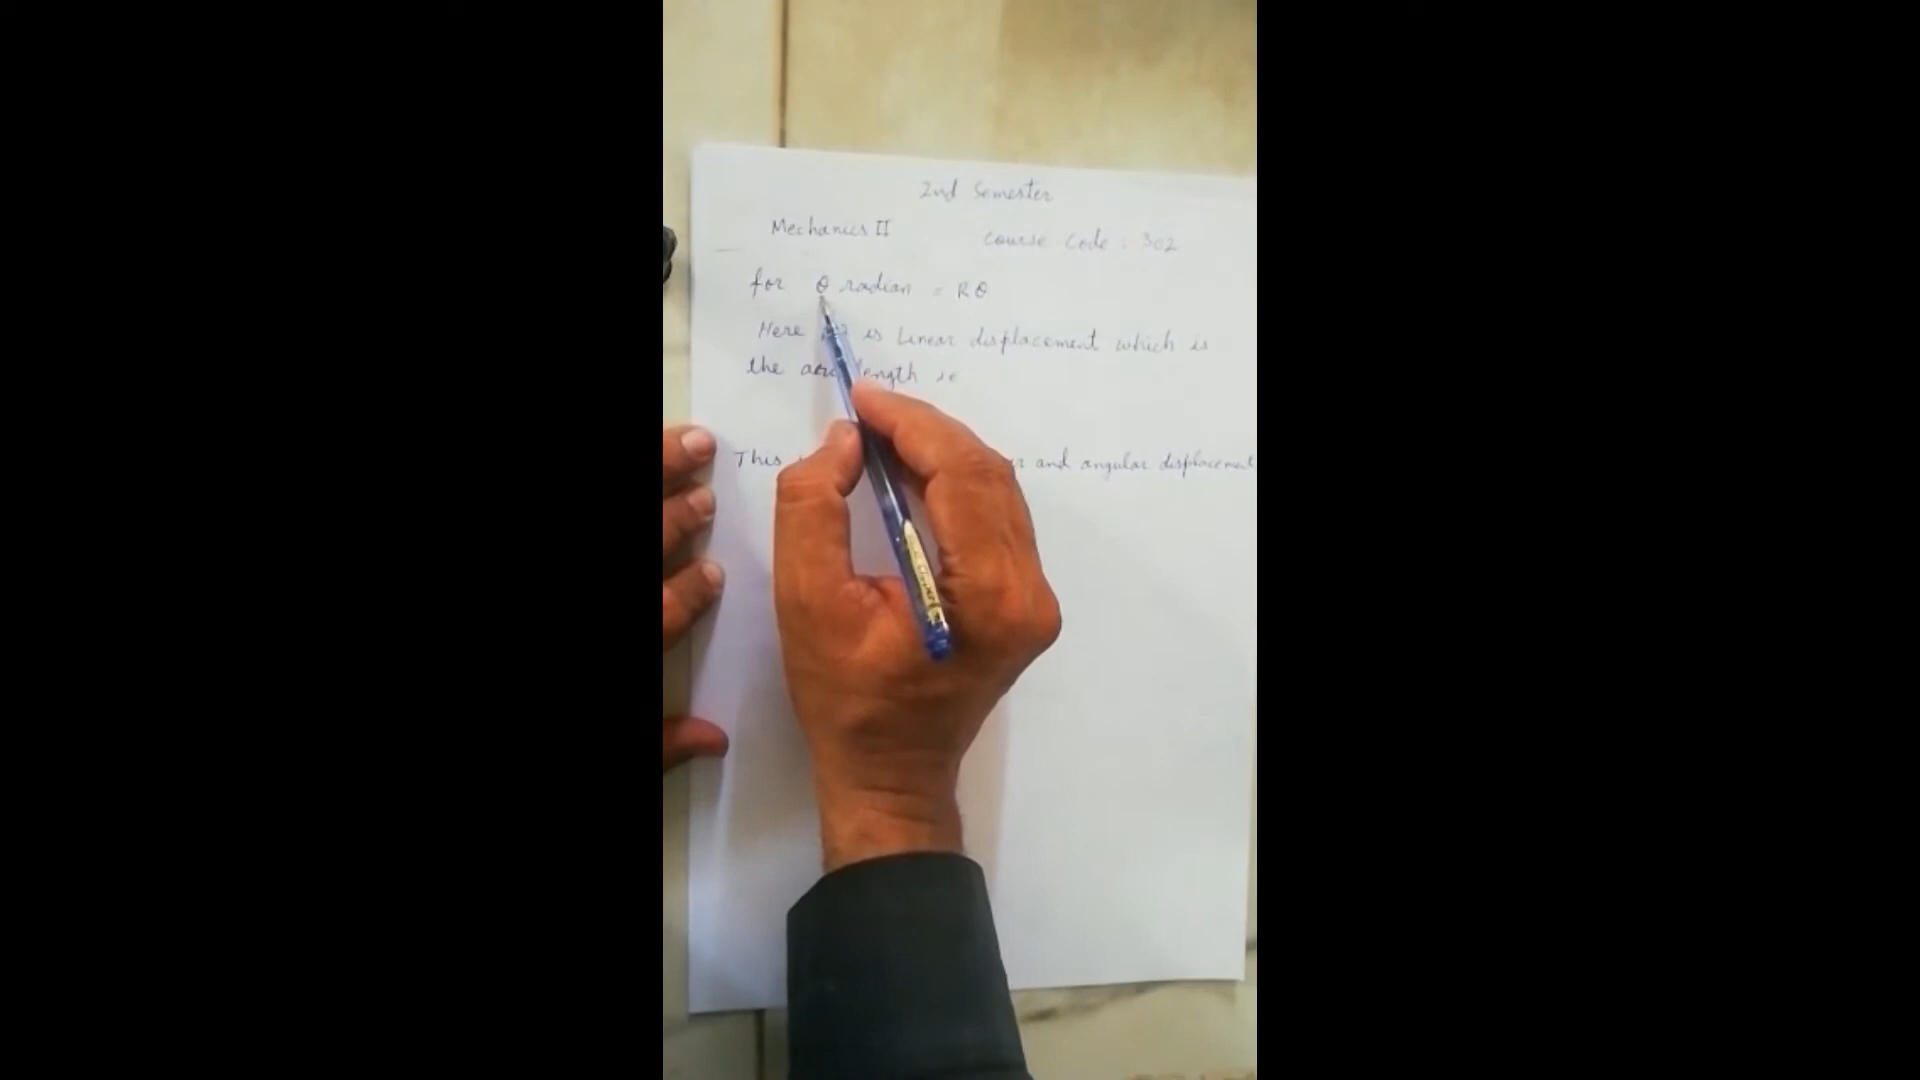 2nd Semester
Mechanics II Course Code : 302
for θ radian = Rθ
Here is Linear displacement which is
the arc length ie
This and angular displacement